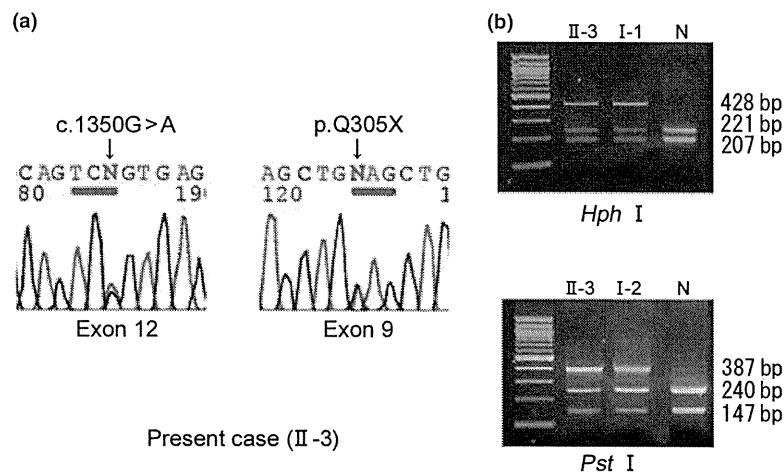 (a)
c.1350G>A
CAGTCNGTGAG
80 19
Exon 12
p.Q305X
AGCTGNAGCTG
120 1
Exon 9
Present case (Ⅱ-3)
(b)
Ⅱ-3 Ⅰ-1 N
428 bp
221 bp
207 bp
Hph Ⅰ
Ⅱ-3 Ⅰ-2 N
387 bp
240 bp
147 bp
Pst Ⅰ